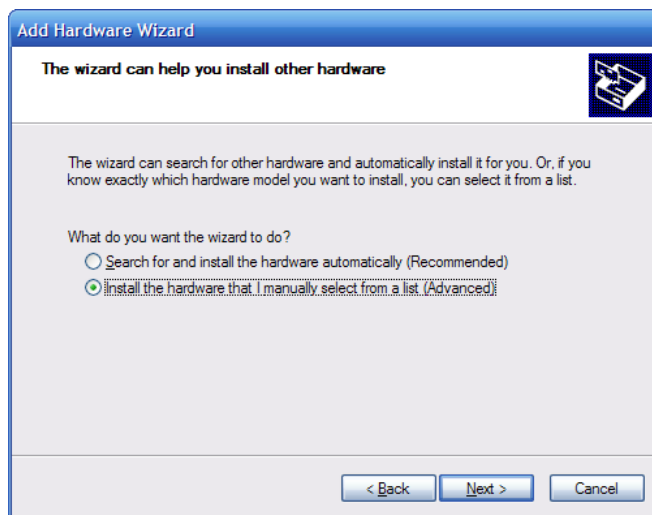 Add Hardware Wizard
The wizard can help you install other hardware
The wizard can search for other hardware and automatically install it for you. Or, if you
know exactly which hardware model you want to install, you can select it from a list.
What do you want the wizard to do?
Search for and install the hardware automatically (Recommended)
Install the hardware that I manually select from a list (Advanced)
< Back Next > Cancel